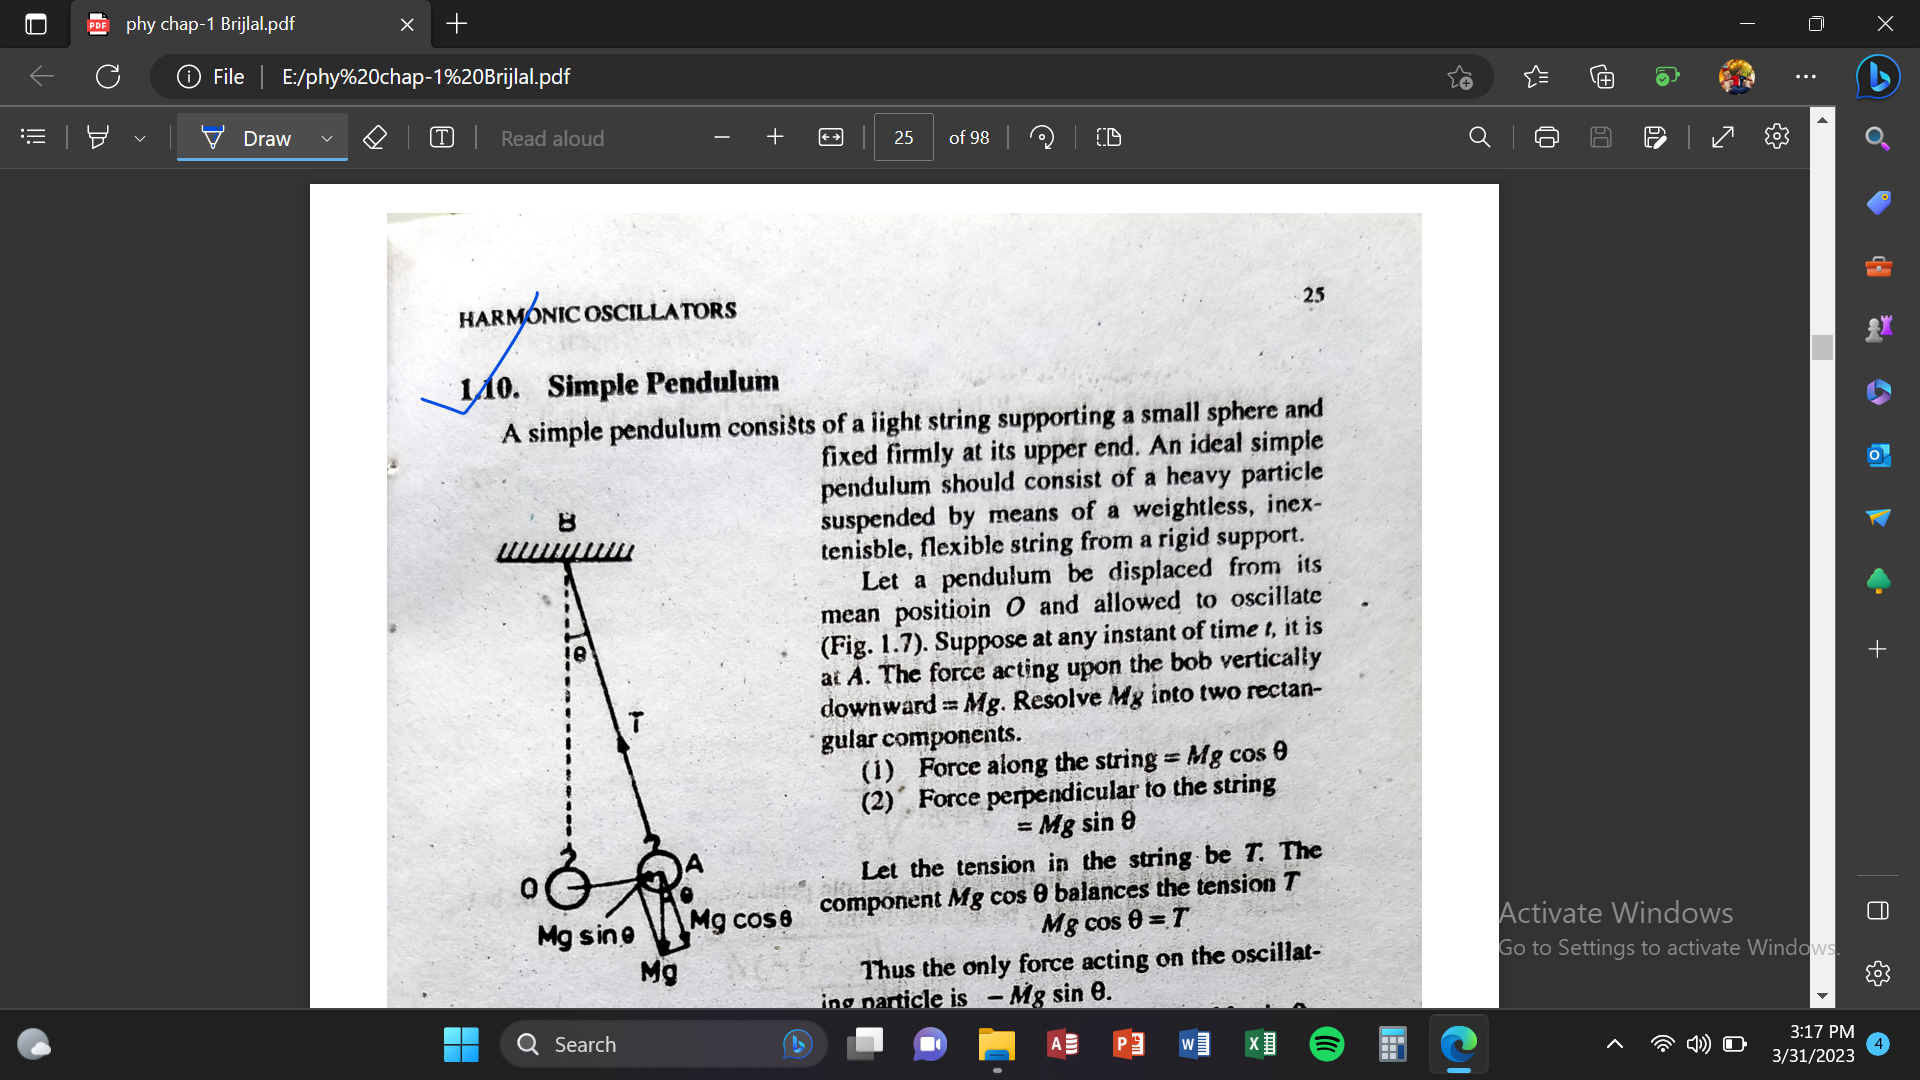 phy chap-1 Brijlal.pdf
File
E:/phy%20chap-1%20Brijlal.pdf
Draw
Read aloud
25
of 98
HARMONIC OSCILLATORS
25
1.10. Simple Pendulum
A simple pendulum consists of a light string supporting a small sphere and
fixed firmly at its upper end. An ideal simple
pendulum should consist of a heavy particle
suspended by means of a weightless, inex-
tenisble, flexible string from a rigid support.
Let a pendulum be displaced from its
mean positioin O and allowed to oscillate
(Fig. 1.7). Suppose at any instant of time t, it is
at A. The force acting upon the bob vertically
downward = Mg. Resolve Mg into two rectan-
gular components.
(1) Force along the string = Mg cos θ
(2) Force perpendicular to the string
= Mg sin θ
Let the tension in the string be T. The
component Mg cos θ balances the tension T
Mg cos θ = T
Thus the only force acting on the oscillat-
ing particle is – Mg sin θ.
B
θ
T
O
A
θ
Mg sinθ
Mg cosθ
Mg
Activate Windows
Go to Settings to activate Windows.
Search
3:17 PM
3/31/2023
4